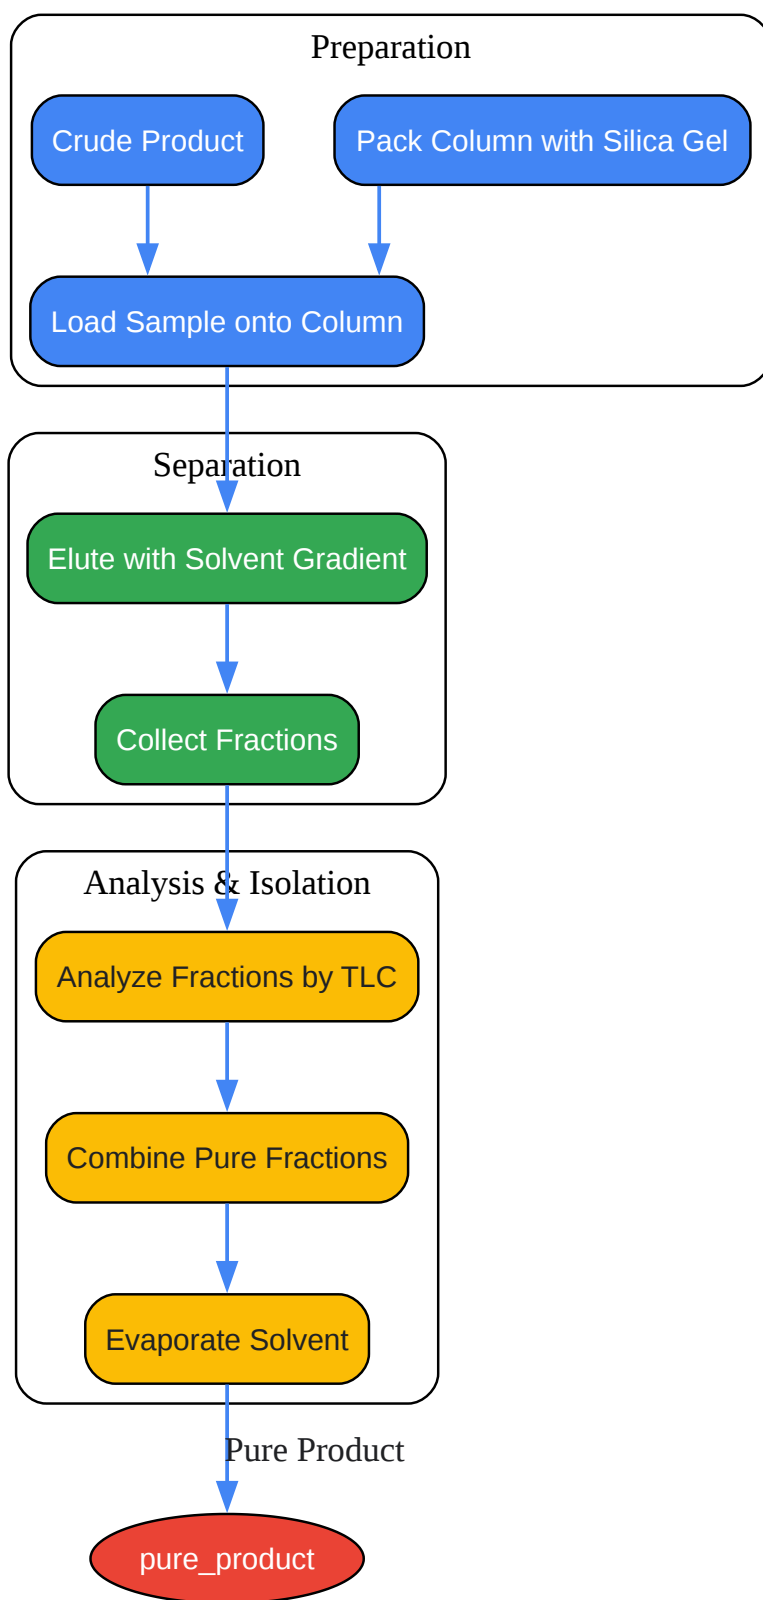 Preparation
Crude Product
Pack Column with Silica Gel
Load Sample onto Column
Separation
Elute with Solvent Gradient
Collect Fractions
Analysis & Isolation
Analyze Fractions by TLC
Combine Pure Fractions
Evaporate Solvent
Pure Product
pure_product